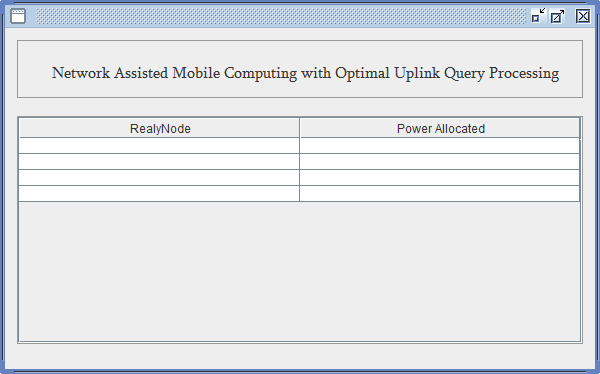 Network Assisted Mobile Computing with Optimal Uplink Query Processing
RealyNode Power Allocated